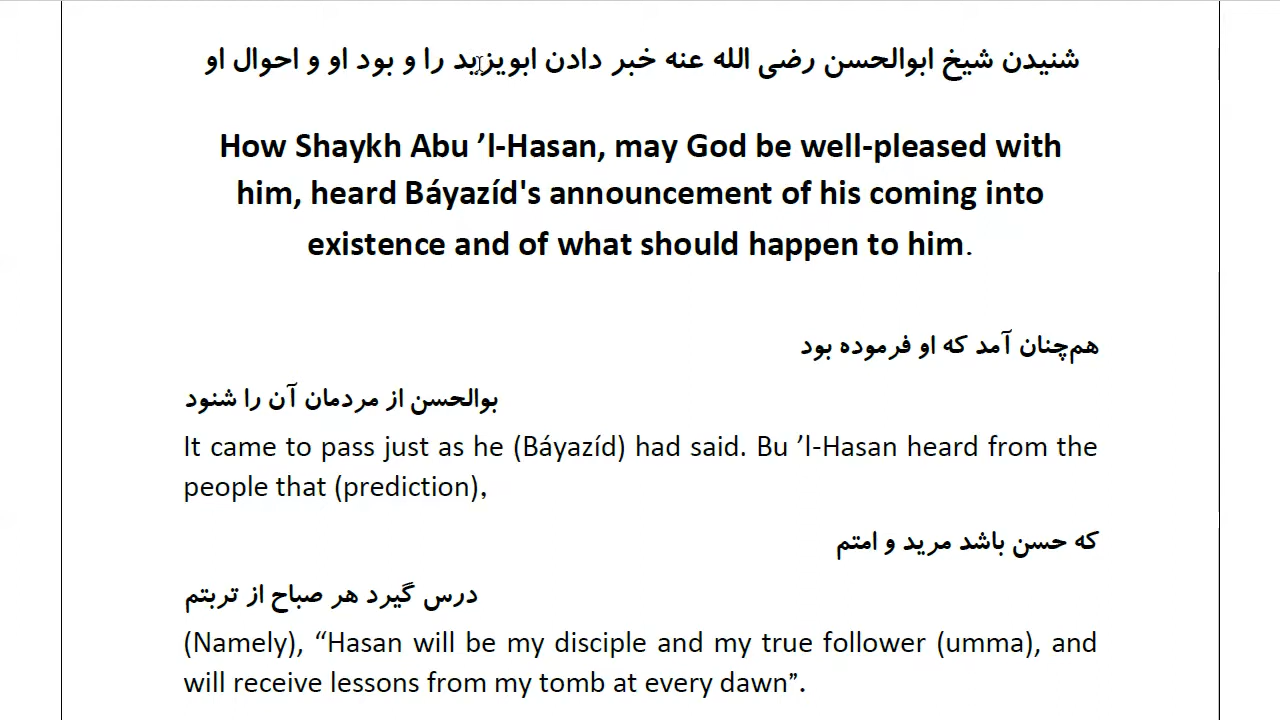 شنیدن شیخ ابوالحسن رضی الله عنه خبر دادن ابویزید را و بود او و احوال او
How Shaykh Abu ’l-Hasan, may God be well-pleased with
him, heard Báyazíd's announcement of his coming into
existence and of what should happen to him.
هم‌چنان آمد که او فرموده بود
بوالحسن از مردمان آن را شنود
It came to pass just as he (Báyazíd) had said. Bu ’l-Hasan heard from the
people that (prediction),
که حسن باشد مرید و امتم
درس گیرد هر صباح از تربتم
(Namely), “Hasan will be my disciple and my true follower (umma), and
will receive lessons from my tomb at every dawn”.